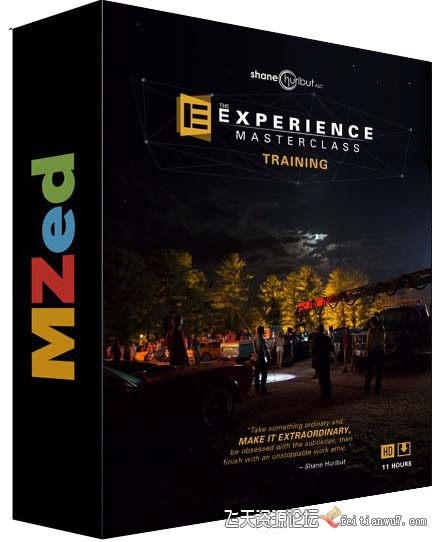 MZed
shane Hurlbut ASC
THE
EXPERIENCE
MASTERCLASS
TRAINING
"Take something ordinary and
MAKE IT EXTRAORDINARY,
be obsessed with the subtleties, then
finish with an unstoppable work ethic."
– Shane Hurlbut
HD
11 HOURS
飞天资源论坛 feitianwu7.com